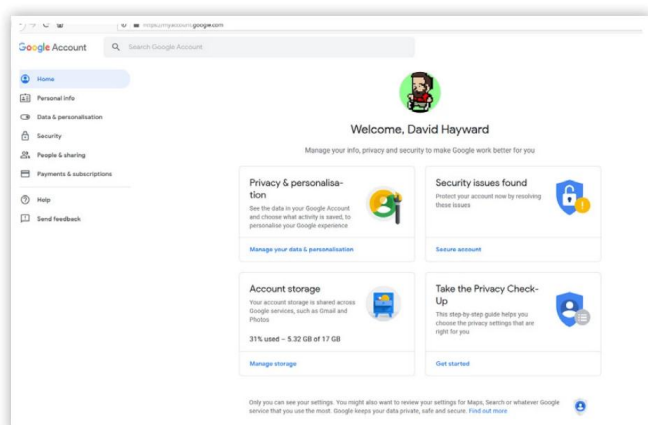 https://myaccount.google.com
Google Account
Search Google Account
Home
Personal info
Data & personalisation
Security
People & sharing
Payments & subscriptions
Help
Send feedback
Welcome, David Hayward
Manage your info, privacy and security to make Google work better for you
Privacy & personalisa-
tion
See the data in your Google Account
and choose what activity is saved, to
personalise your Google experience
Manage your data & personalisation
Security issues found
Protect your account now by resolving
these issues
Secure account
Account storage
Your account storage is shared across
Google services, such as Gmail and
Photos
31% used – 5.32 GB of 17 GB
Manage storage
Take the Privacy Check-
Up
This step-by-step guide helps you
choose the privacy settings that are
right for you
Get started
Only you can see your settings. You might also want to review your settings for Maps, Search or whatever Google
service that you use the most. Google keeps your data private, safe and secure. Find out more